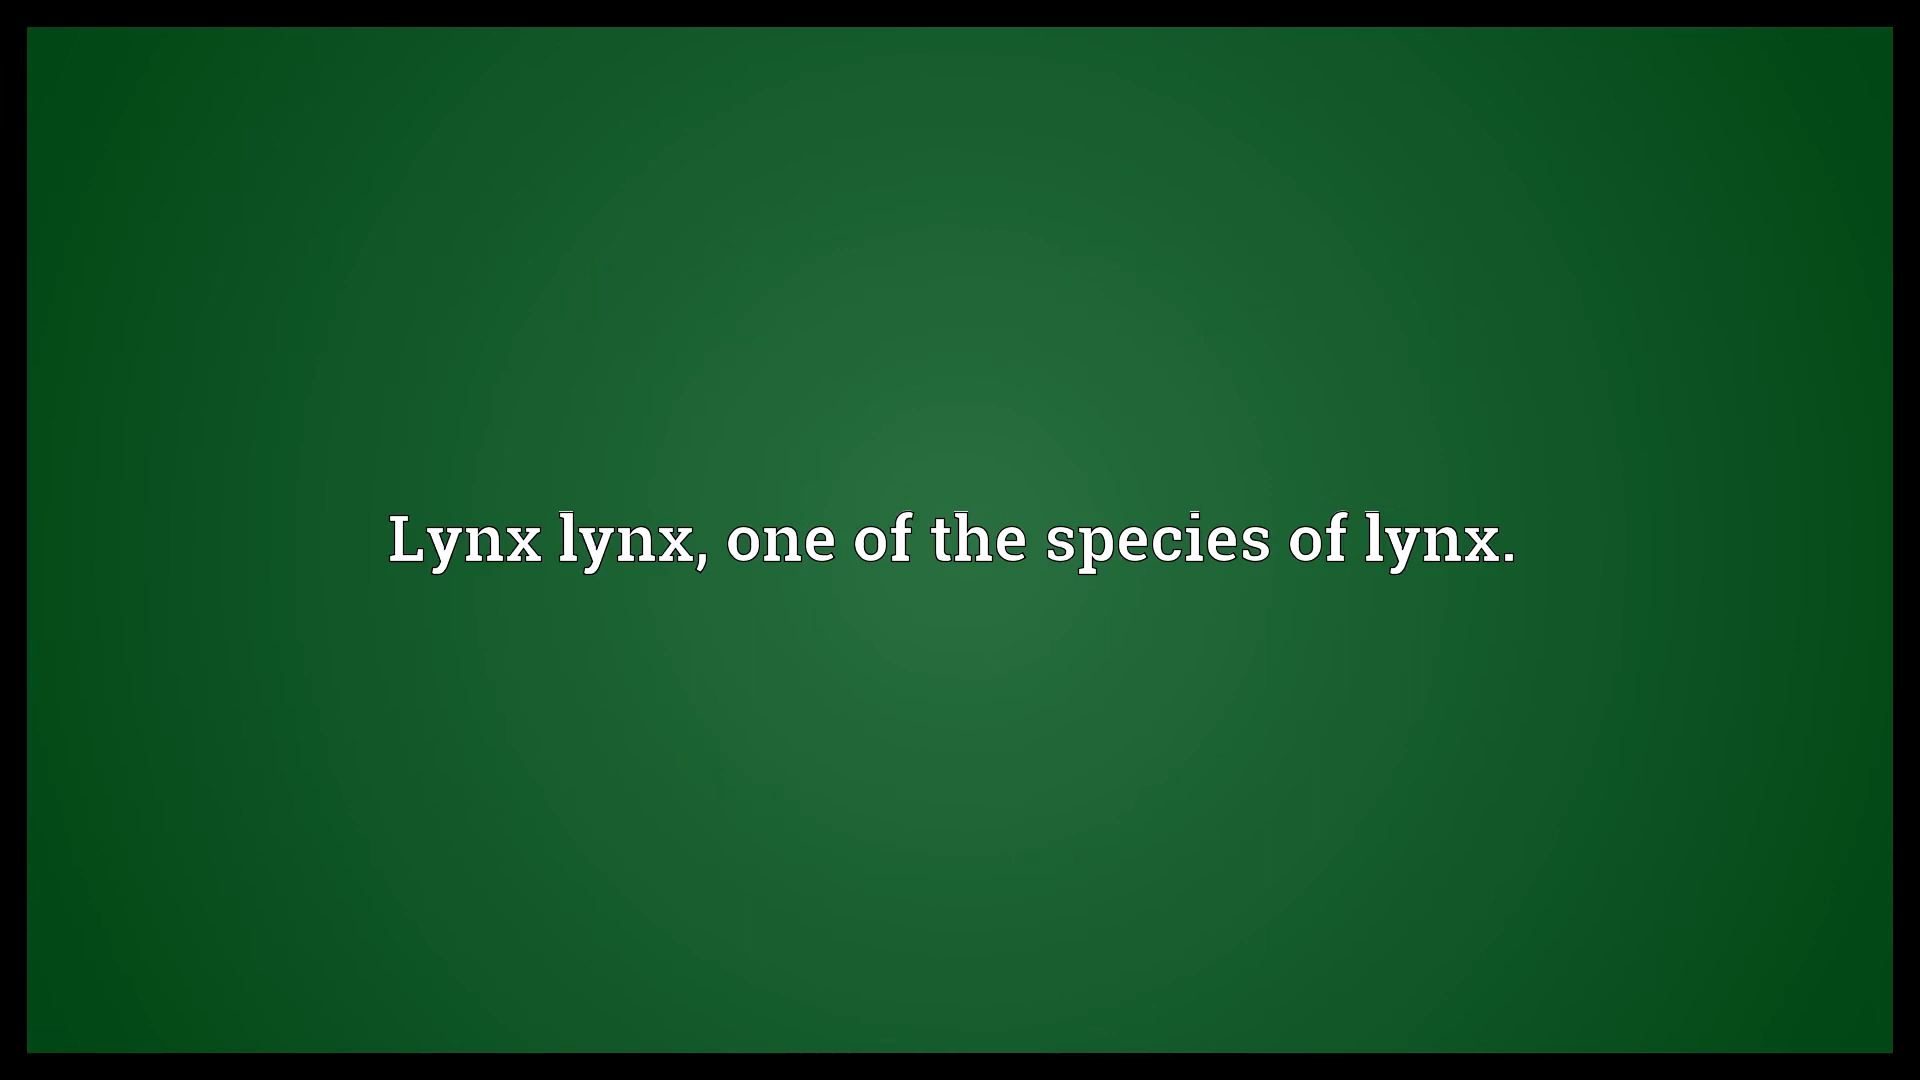 Lynx lynx, one of the species of lynx.